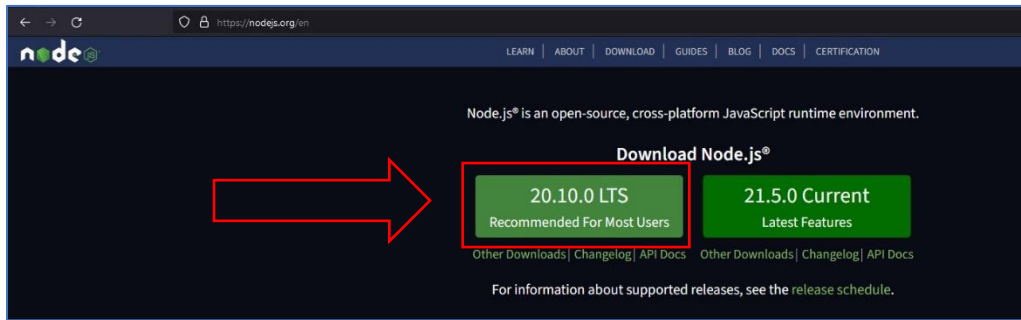 https://nodejs.org/en
node JS
LEARN | ABOUT | DOWNLOAD | GUIDES | BLOG | DOCS | CERTIFICATION
Node.js® is an open-source, cross-platform JavaScript runtime environment.
Download Node.js®
20.10.0 LTS
Recommended For Most Users
21.5.0 Current
Latest Features
Other Downloads | Changelog | API Docs
Other Downloads | Changelog | API Docs
For information about supported releases, see the release schedule.